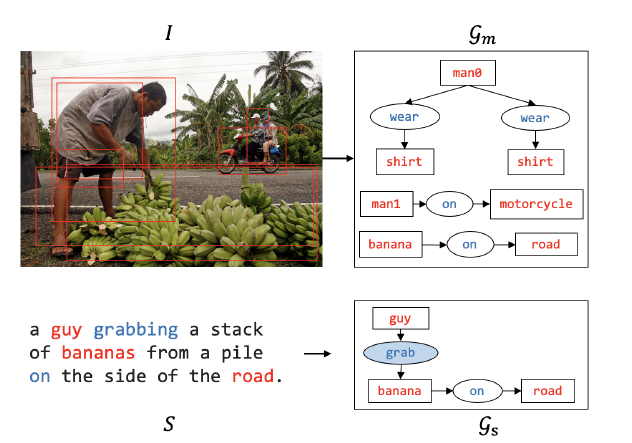 I
𝒢m
man0
wear wear
shirt shirt
man1 on motorcycle
banana on road
a guy grabbing a stack
of bananas from a pile
on the side of the road.
guy
grab
banana on road
S
𝒢s